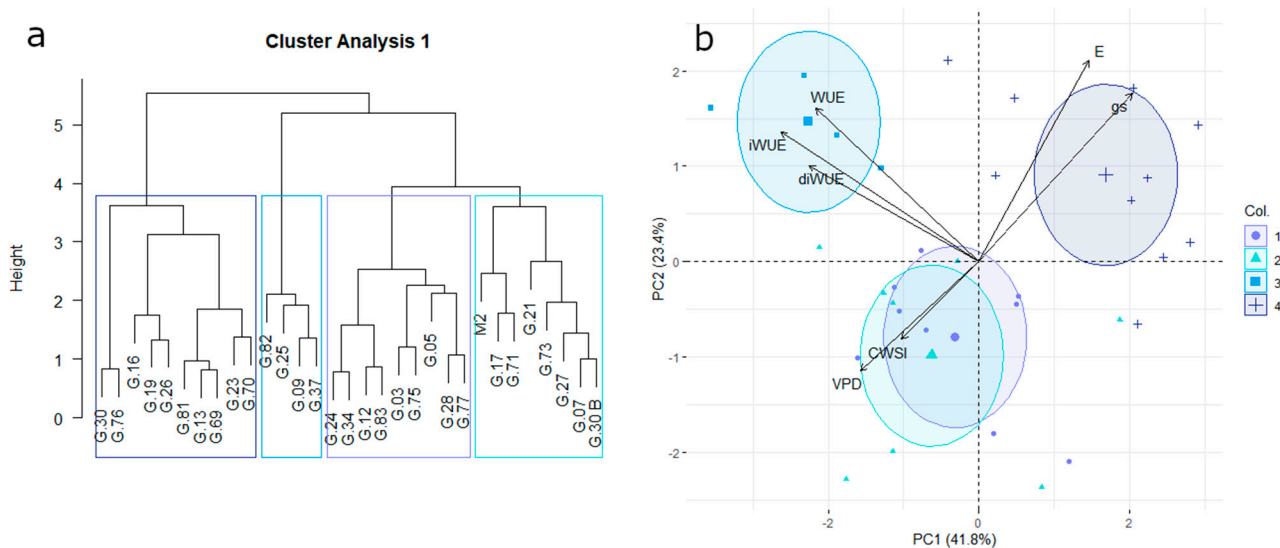 a
Cluster Analysis 1
Height
5
4
3
2
1
0
G.30
G.76
G.16
G.19
G.26
G.81
G.13
G.69
G.23
G.70
G.82
G.25
G.09
G.37
G.24
G.34
G.12
G.83
G.03
G.75
G.05
G.28
G.77
M2
G.17
G.71
G.21
G.73
G.27
G.07
G.30 B
b
PC2 (23.4%)
2
1
0
-1
-2
E
gs
WUE
iWUE
diWUE
CWSI
VPD
-2
0
2
PC1 (41.8%)
Col.
1
2
3
4